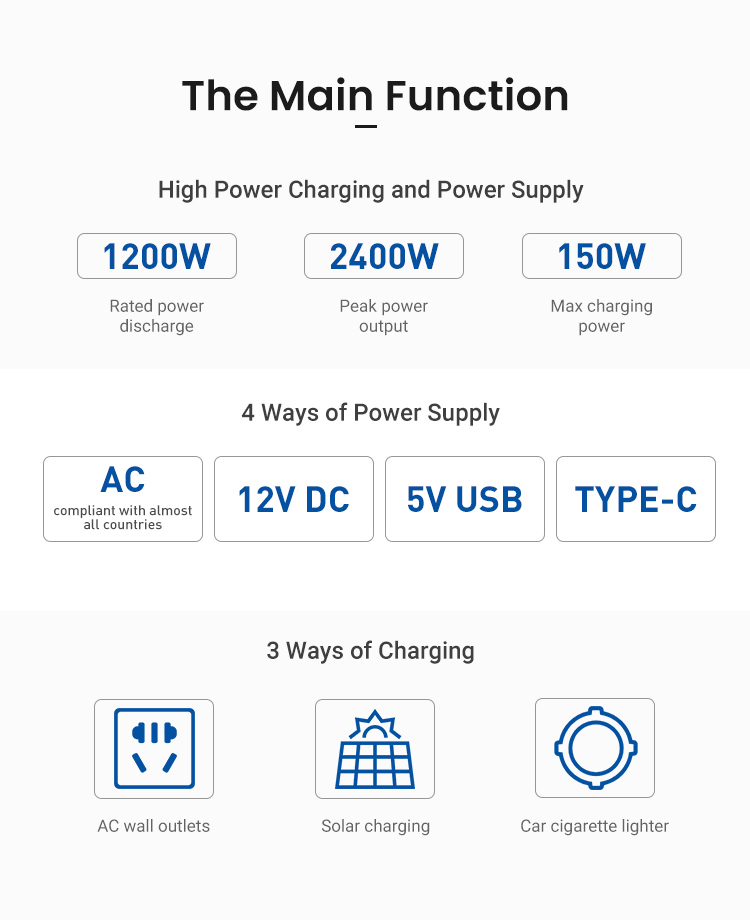 The Main Function
High Power Charging and Power Supply
1200W
2400W
150W
Rated power
discharge
Peak power
output
Max charging
power
4 Ways of Power Supply
AC
compliant with almost
all countries
12V DC
5V USB
TYPE-C
3 Ways of Charging
AC wall outlets
Solar charging
Car cigarette lighter